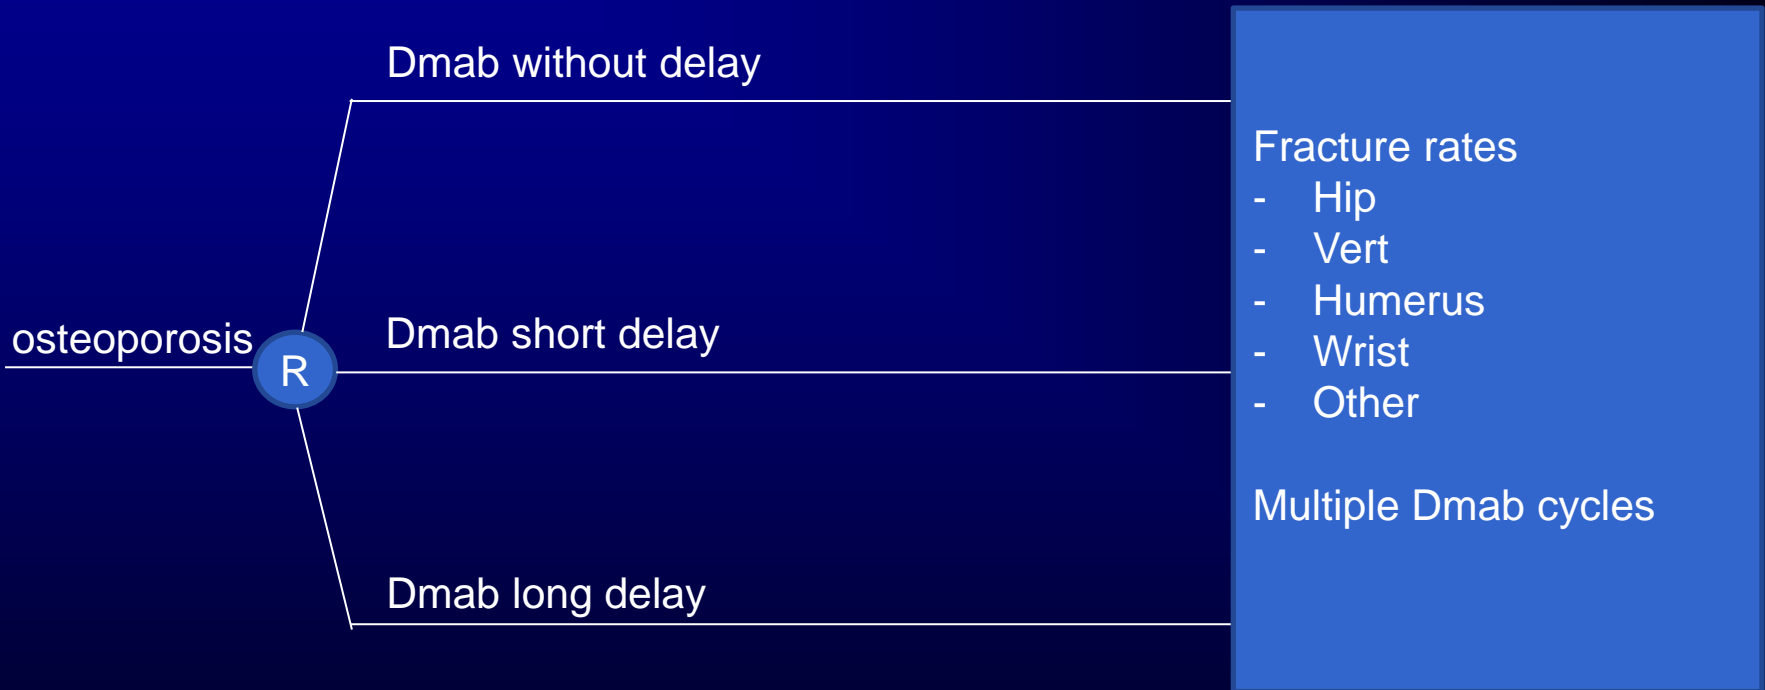 Dmab without delay
osteoporosis
R
Dmab short delay
Dmab long delay
Fracture rates
- Hip
- Vert
- Humerus
- Wrist
- Other
Multiple Dmab cycles